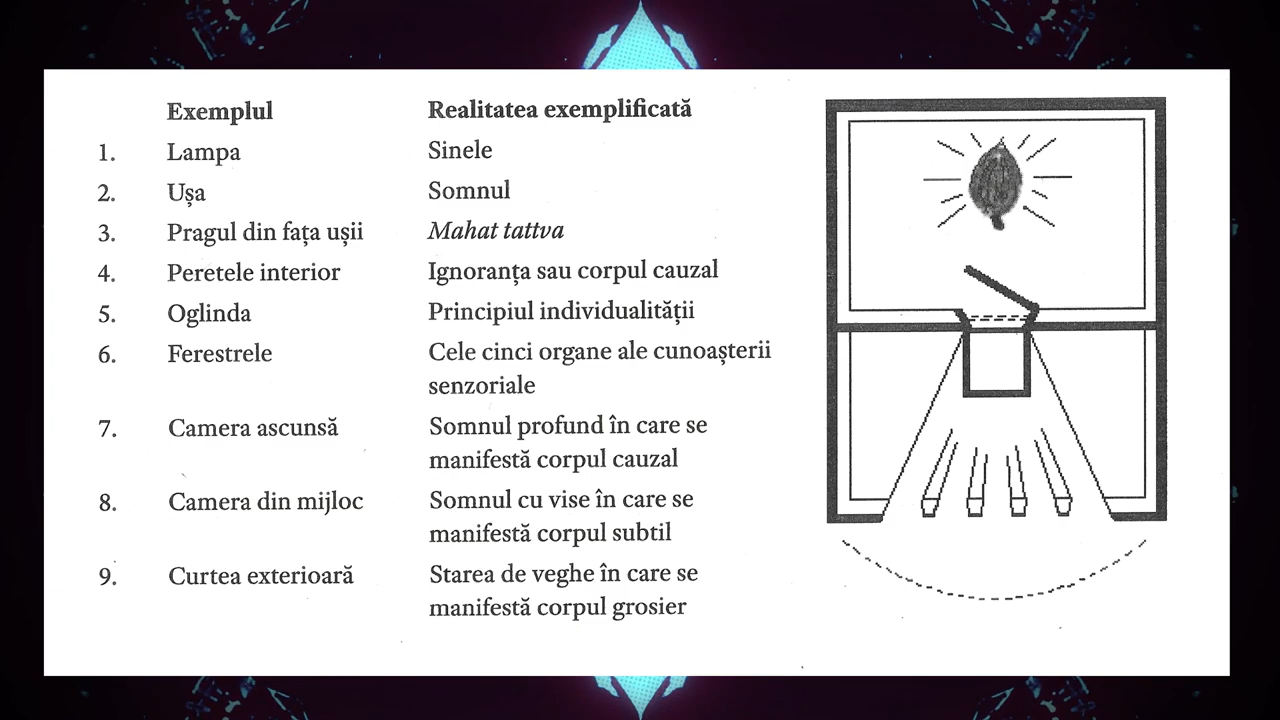 Exemplul Realitatea exemplificată
1. Lampa Sinele
2. Ușa Somnul
3. Pragul din fața ușii Mahat tattva
4. Peretele interior Ignoranța sau corpul cauzal
5. Oglinda Principiul individualității
6. Ferestrele Cele cinci organe ale cunoașterii
senzoriale
7. Camera ascunsă Somnul profund în care se
manifestă corpul cauzal
8. Camera din mijloc Somnul cu vise în care se
manifestă corpul subtil
9. Curtea exterioară Starea de veghe în care se
manifestă corpul grosier